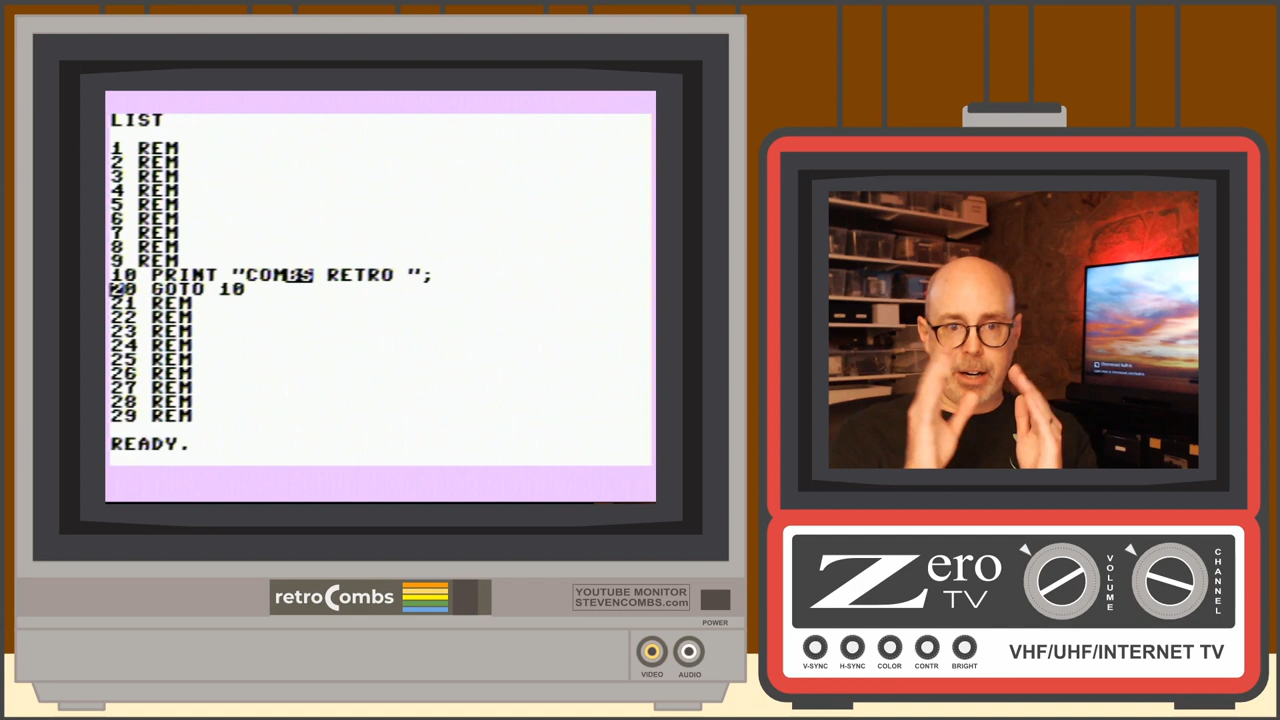 LIST
1 REM
2 REM
3 REM
4 REM
5 REM
6 REM
7 REM
8 REM
9 REM
10 PRINT "COMBS RETRO ";
20 GOTO 10
21 REM
22 REM
23 REM
24 REM
25 REM
26 REM
27 REM
28 REM
29 REM
READY.
retroCombs
YOUTUBE MONITOR
STEVENCOMBS.com
POWER
VIDEO AUDIO
Zero
TV
VOLUME
CHANNEL
V-SYNC H-SYNC COLOR CONTR BRIGHT
VHF/UHF/INTERNET TV